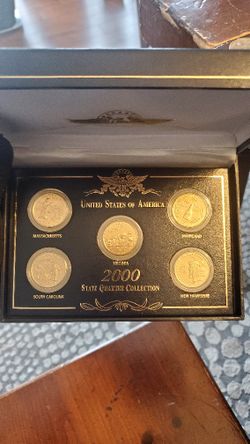 UNITED STATES OF AMERICA
MASSACHUSETTS
MARYLAND
VIRGINIA
SOUTH CAROLINA
NEW HAMPSHIRE
2000
STATE QUARTER COLLECTION